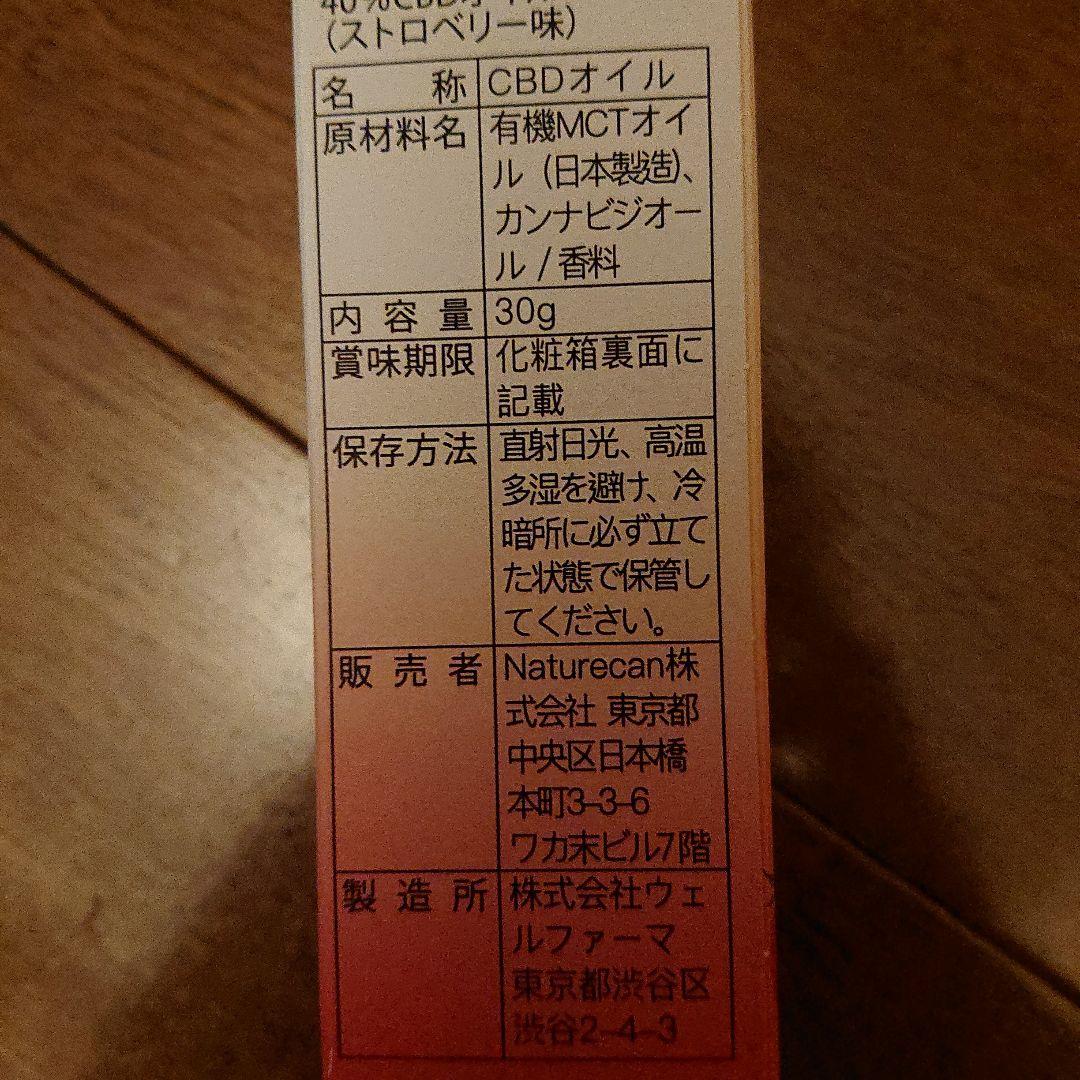 40%CBDオイル
（ストロベリー味）
名称 CBDオイル
原材料名 有機MCTオイ
ル（日本製造）、
カンナビジオー
ル / 香料
内容量 30g
賞味期限 化粧箱裏面に
記載
保存方法 直射日光、高温
多湿を避け、冷
暗所に必ず立て
た状態で保管し
てください。
販売者 Naturecan株
式会社 東京都
中央区日本橋
本町3-3-6
ワカ末ビル7階
製造所 株式会社ウェ
ルファーマ
東京都渋谷区
渋谷2-4-3